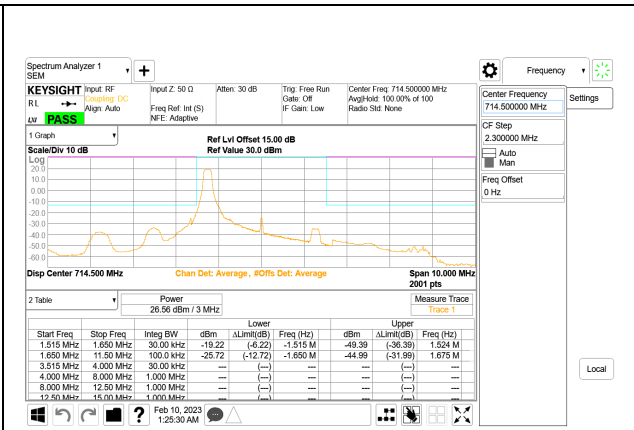 Spectrum Analyzer 1
SEM
▼
+
Frequency ▼
KEYSIGHT
RL
LXI PASS
Input: RF
Coupling: DC
Align: Auto
Input Z: 50 Ω
Freq Ref: Int (S)
NFE: Adaptive
Atten: 30 dB
Trig: Free Run
Gate: Off
IF Gain: Low
Center Freq: 714.500000 MHz
Avg|Hold: 100.00% of 100
Radio Std: None
Center Frequency
714.500000 MHz
Settings
CF Step
2.300000 MHz
Auto
Man
Freq Offset
0 Hz
Local
1 Graph ▼
Scale/Div 10 dB
Ref Lvl Offset 15.00 dB
Ref Value 30.0 dBm
Log
20.0
10.0
0.00
-10.0
-20.0
-30.0
-40.0
-50.0
-60.0
Disp Center 714.500 MHz
Chan Det: Average , #Offs Det: Average
Span 10.000 MHz
2001 pts
2 Table ▼
Power
26.56 dBm / 3 MHz
Measure Trace
Trace 1
Lower Upper
Start Freq Stop Freq Integ BW dBm ΔLimit(dB) Freq (Hz) dBm ΔLimit(dB) Freq (Hz)
1.515 MHz 1.650 MHz 30.00 kHz -19.22 (-6.22) -1.515 M -49.39 (-36.39) 1.524 M
1.650 MHz 11.50 MHz 100.0 kHz -25.72 (-12.72) -1.650 M -44.99 (-31.99) 1.675 M
3.515 MHz 4.000 MHz 30.00 kHz --- (---) --- --- (---) ---
4.000 MHz 8.000 MHz 1.000 MHz --- (---) --- --- (---) ---
8.000 MHz 12.50 MHz 1.000 MHz --- (---) --- --- (---) ---
12.50 MHz 15.00 MHz 1.000 MHz --- (---) --- --- (---) ---
?
Feb 10, 2023
1:25:30 AM